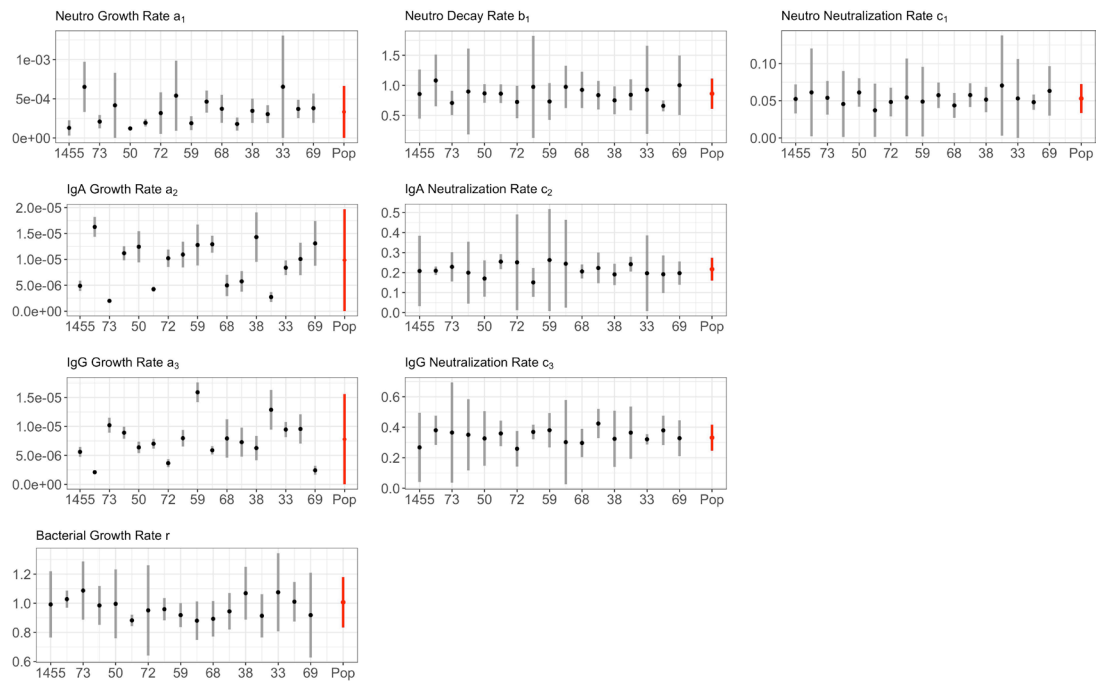 Neutro Growth Rate a₁
1e-03
5e-04
0e+00
1455 73 50 72 59 68 38 33 69 Pop
Neutro Decay Rate b₁
1.5
1.0
0.5
0.0
1455 73 50 72 59 68 38 33 69 Pop
Neutro Neutralization Rate c₁
0.10
0.05
0.00
1455 73 50 72 59 68 38 33 69 Pop
IgA Growth Rate a₂
2.0e-05
1.5e-05
1.0e-05
5.0e-06
0.0e+00
1455 73 50 72 59 68 38 33 69 Pop
IgA Neutralization Rate c₂
0.5
0.4
0.3
0.2
0.1
0.0
1455 73 50 72 59 68 38 33 69 Pop
IgG Growth Rate a₃
1.5e-05
1.0e-05
5.0e-06
0.0e+00
1455 73 50 72 59 68 38 33 69 Pop
IgG Neutralization Rate c₃
0.6
0.4
0.2
0.0
1455 73 50 72 59 68 38 33 69 Pop
Bacterial Growth Rate r
1.2
1.0
0.8
0.6
1455 73 50 72 59 68 38 33 69 Pop